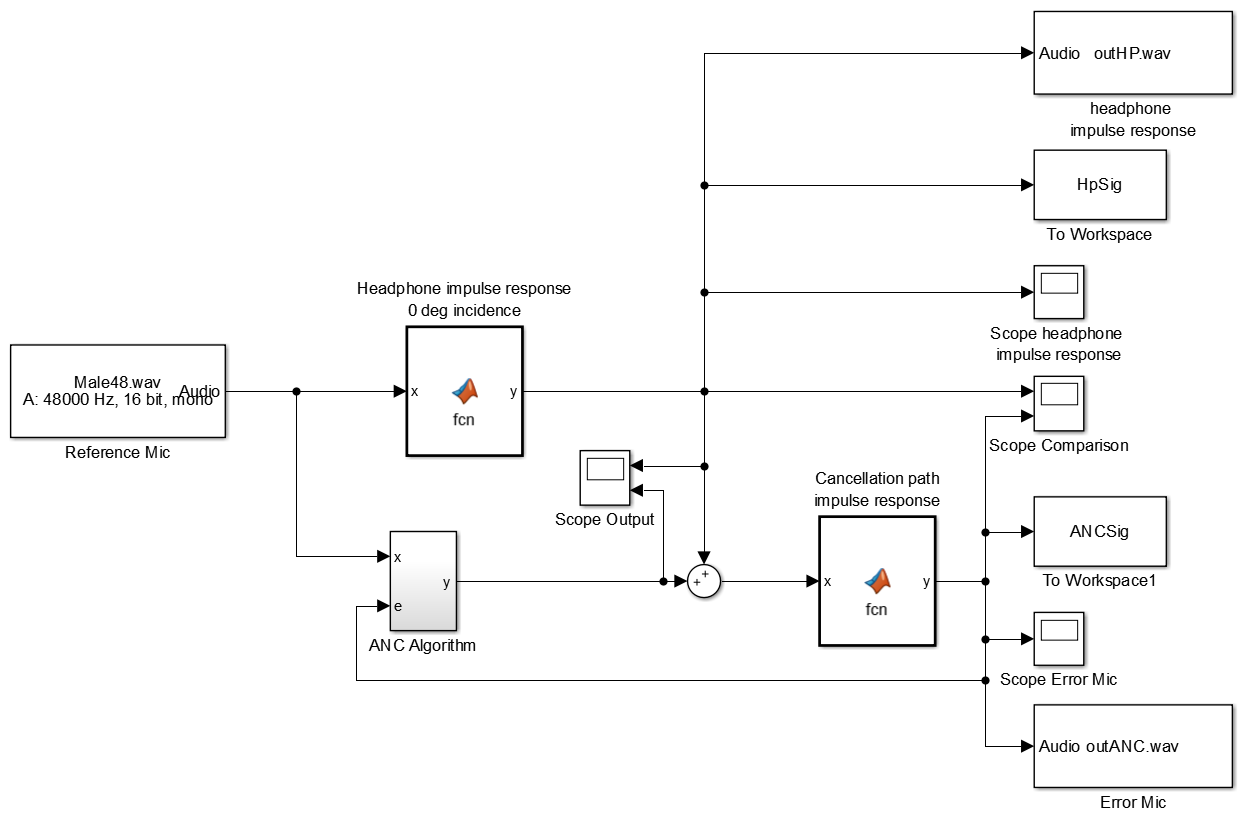 Audio outHP.wav
headphone
impulse response
HpSig
To Workspace
Headphone impulse response
0 deg incidence
Scope headphone
impulse response
Male48.wav
A: 48000 Hz, 16 bit, mono
Audio
Reference Mic
x
y
fcn
Scope Comparison
Scope Output
Cancellation path
impulse response
ANCSig
To Workspace1
x
y
e
ANC Algorithm
+
+
x
y
fcn
Scope Error Mic
Audio outANC.wav
Error Mic